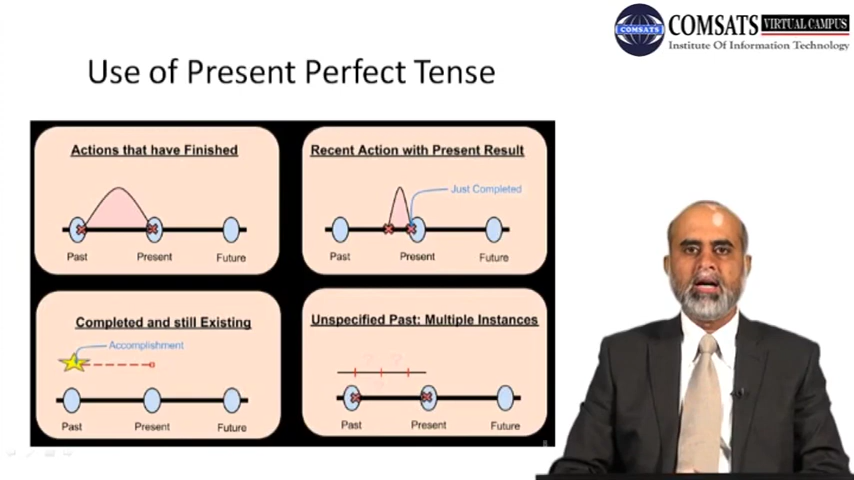 COMSATS
COMSATS VIRTUAL CAMPUS
Institute Of Information Technology
Use of Present Perfect Tense
Actions that have Finished
Past Present Future
Recent Action with Present Result
Just Completed
Past Present Future
Completed and still Existing
Accomplishment
Past Present Future
Unspecified Past: Multiple Instances
Past Present Future